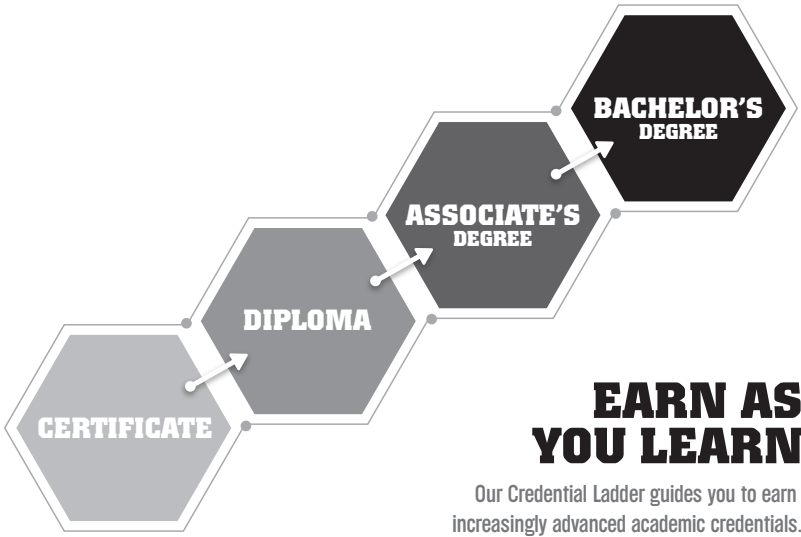 BACHELOR'S
DEGREE
ASSOCIATE'S
DEGREE
DIPLOMA
CERTIFICATE
EARN AS
YOU LEARN
Our Credential Ladder guides you to earn
increasingly advanced academic credentials.